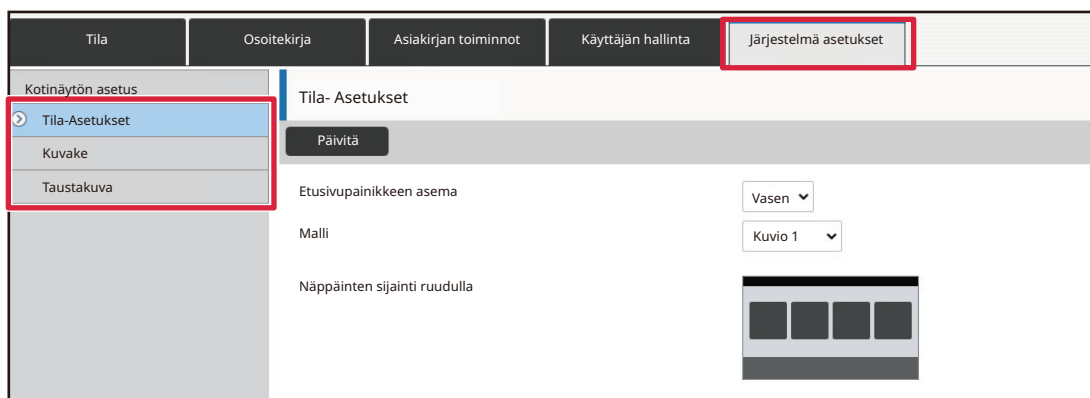 Tila
Osoitekirja
Asiakirjan toiminnot
Käyttäjän hallinta
Järjestelmä asetukset
Kotinäytön asetus
Tila-Asetukset
Kuvake
Taustakuva
Tila- Asetukset
Päivitä
Etusivupainikkeen asema
Vasen
Malli
Kuvio 1
Näppäinten sijainti ruudulla